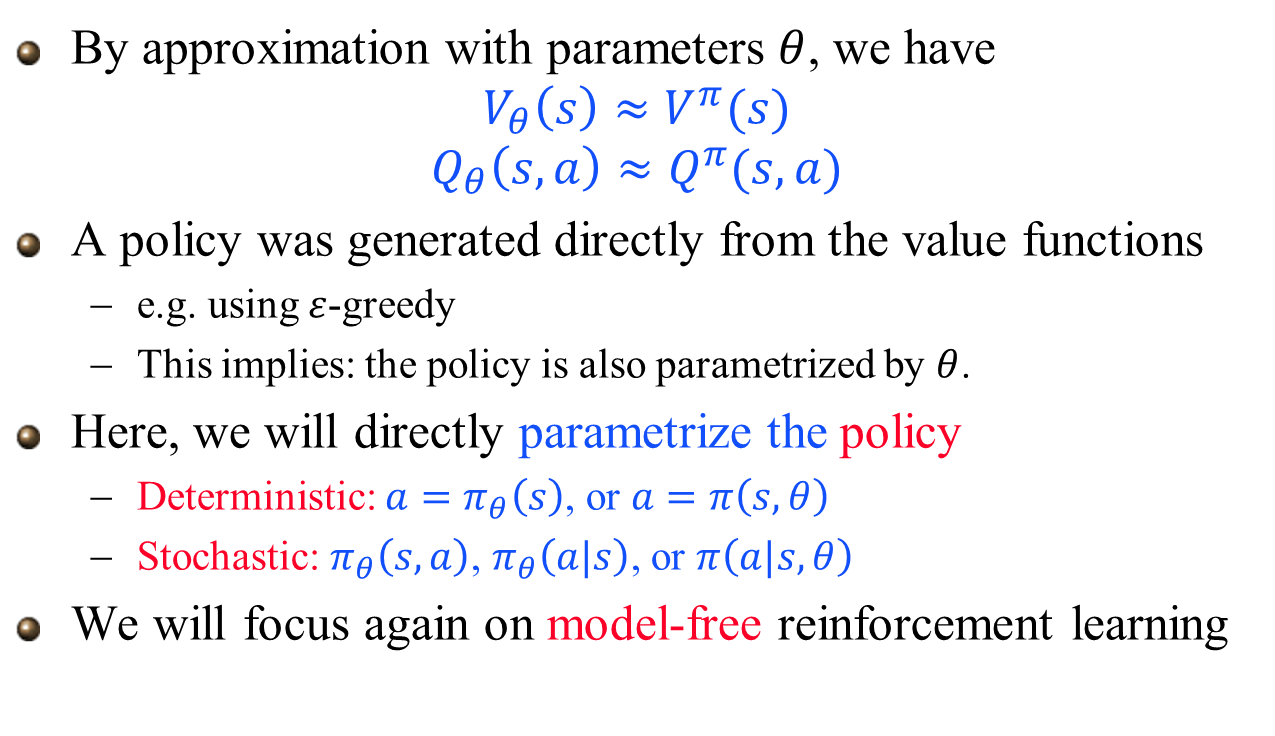 By approximation with parameters θ, we have
V_θ(s) ≈ V^π(s)
Q_θ(s, a) ≈ Q^π(s, a)
A policy was generated directly from the value functions
– e.g. using ε-greedy
– This implies: the policy is also parametrized by θ.
Here, we will directly parametrize the policy
– Deterministic: a = π_θ(s), or a = π(s, θ)
– Stochastic: π_θ(s, a), π_θ(a|s), or π(a|s, θ)
We will focus again on model-free reinforcement learning